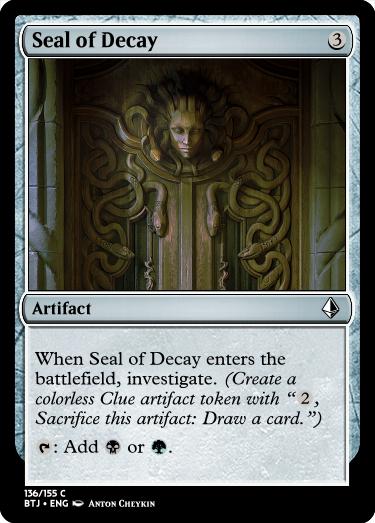 Seal of Decay 3
Artifact
When Seal of Decay enters the
battlefield, investigate. (Create a
colorless Clue artifact token with “ 2 ,
Sacrifice this artifact: Draw a card.”)
: Add or .
136/155 C
BTJ • ENG Anton Cheykin